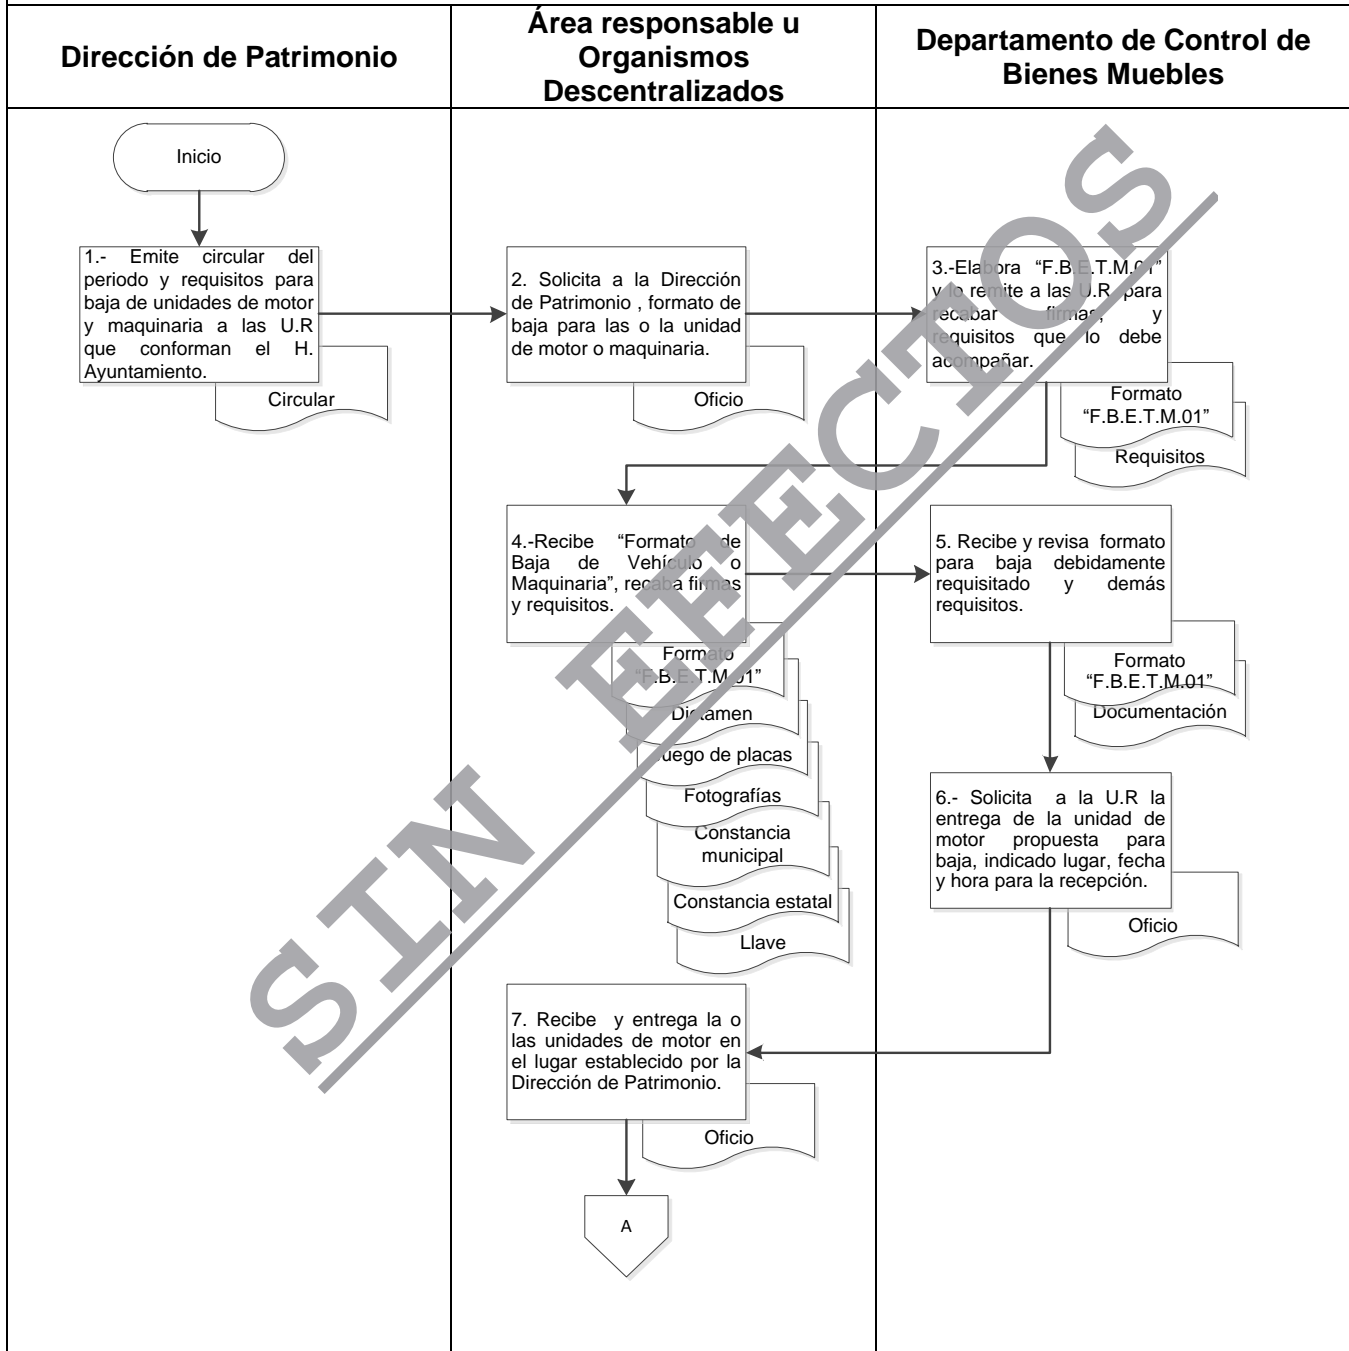 Dirección de Patrimonio
Área responsable u
Organismos
Descentralizados
Departamento de Control de
Bienes Muebles
Inicio
1.- Emite circular del
periodo y requisitos para
baja de unidades de motor
y maquinaria a las U.R
que conforman el H.
Ayuntamiento.
Circular
2. Solicita a la Dirección
de Patrimonio , formato de
baja para las o la unidad
de motor o maquinaria.
Oficio
3.-Elabora “F.B.E.T.M.01”
y lo remite a las U.R. para
recabar firmas, y
requisitos que lo debe
acompañar.
Formato
“F.B.E.T.M.01”
Requisitos
4.-Recibe “Formato de
Baja de Vehículo o
Maquinaria”, recaba firmas
y requisitos.
Formato
“F.B.E.T.M.01”
Dictamen
Juego de placas
Fotografías
Constancia
municipal
Constancia estatal
Llave
5. Recibe y revisa formato
para baja debidamente
requisitado y demás
requisitos.
Formato
“F.B.E.T.M.01”
Documentación
6.- Solicita a la U.R la
entrega de la unidad de
motor propuesta para
baja, indicado lugar, fecha
y hora para la recepción.
Oficio
7. Recibe y entrega la o
las unidades de motor en
el lugar establecido por la
Dirección de Patrimonio.
Oficio
A
SIN EFECTOS